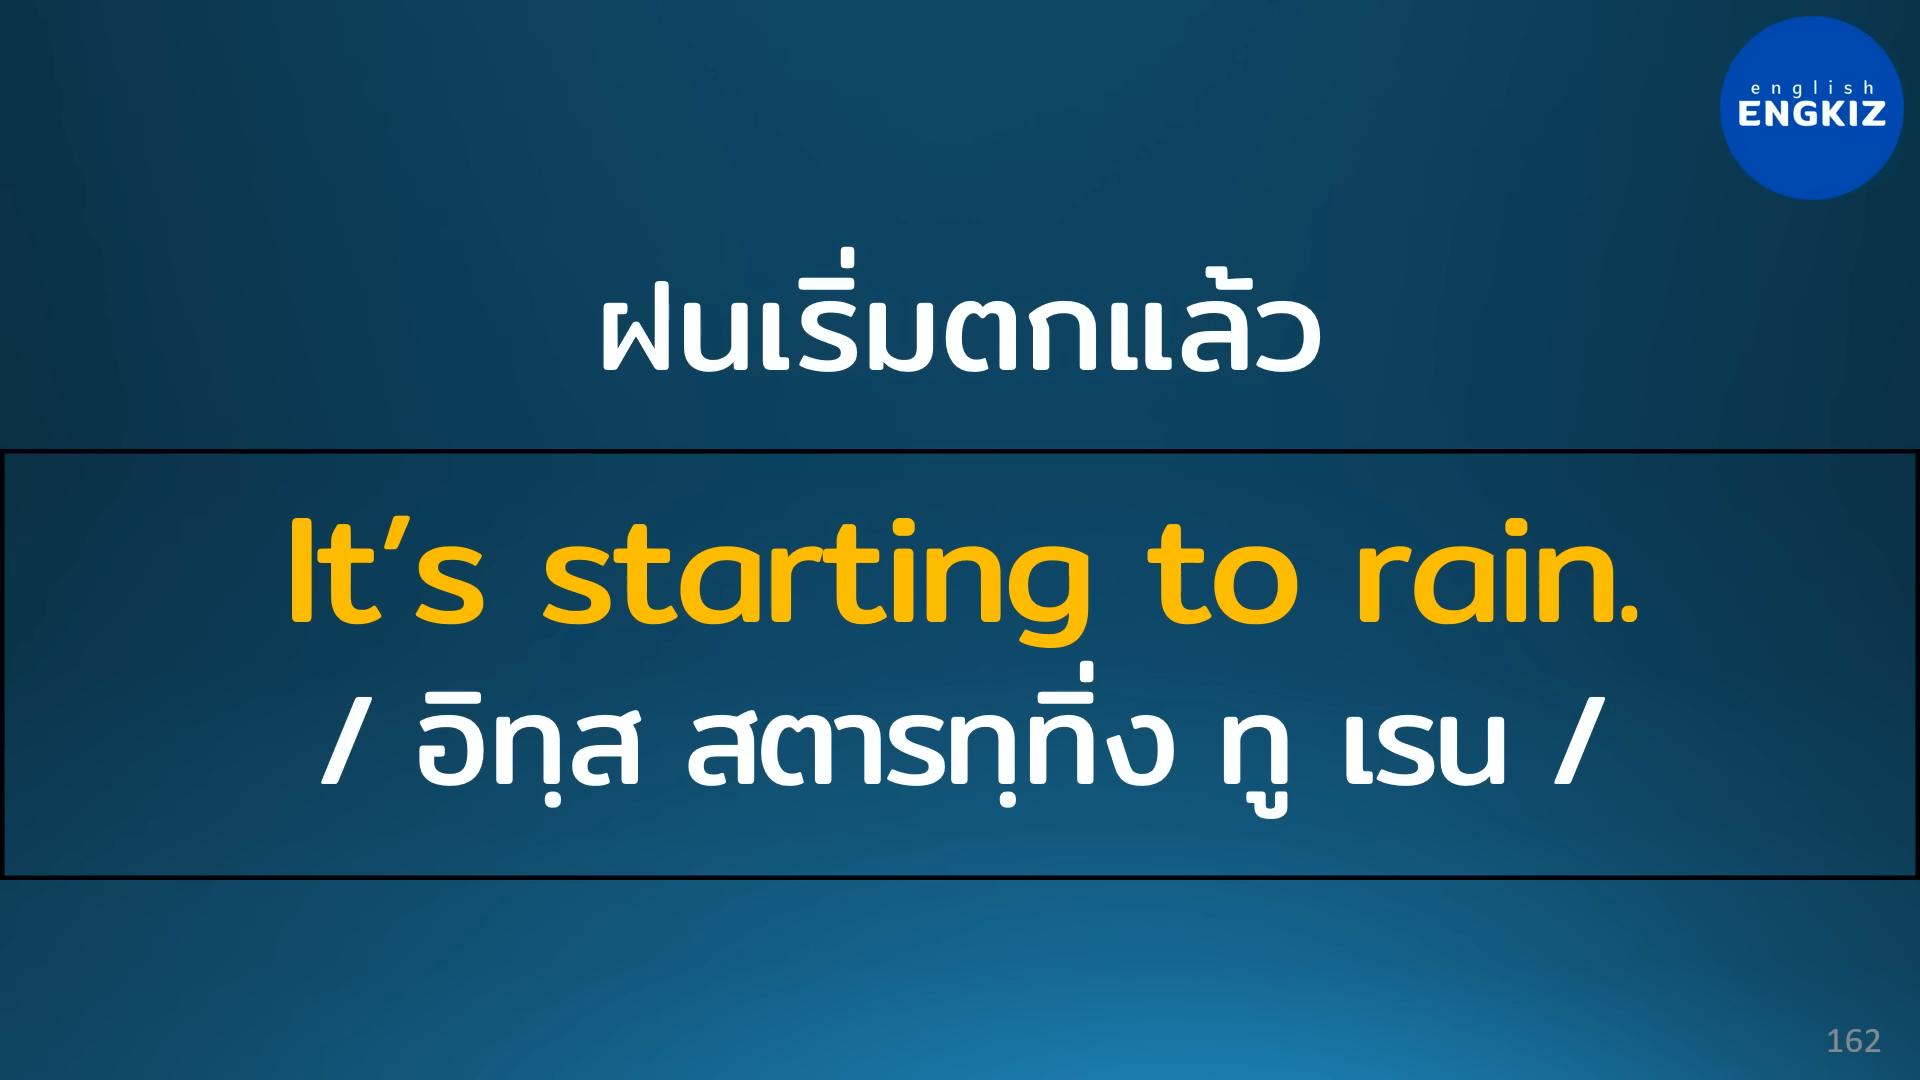 english
ENGKIZ
ฝนเริ่มตกแล้ว
It’s starting to rain.
/ อิทฺส สตารทฺทิ่ง ทู เรน /
162